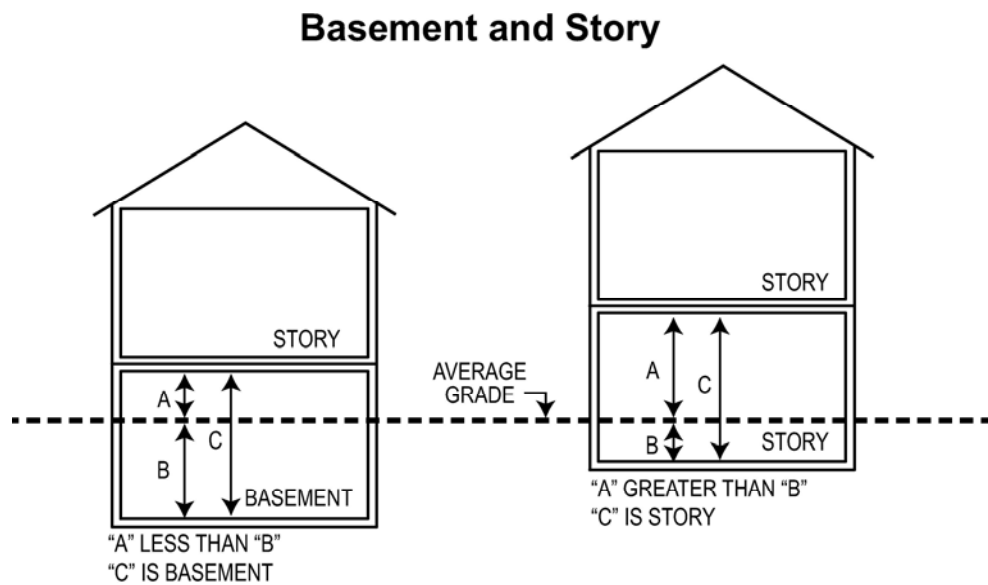 Basement and Story
STORY
A
C
B
BASEMENT
“A” LESS THAN “B”
“C” IS BASEMENT
AVERAGE
GRADE
STORY
A
C
B
STORY
“A” GREATER THAN “B”
“C” IS STORY